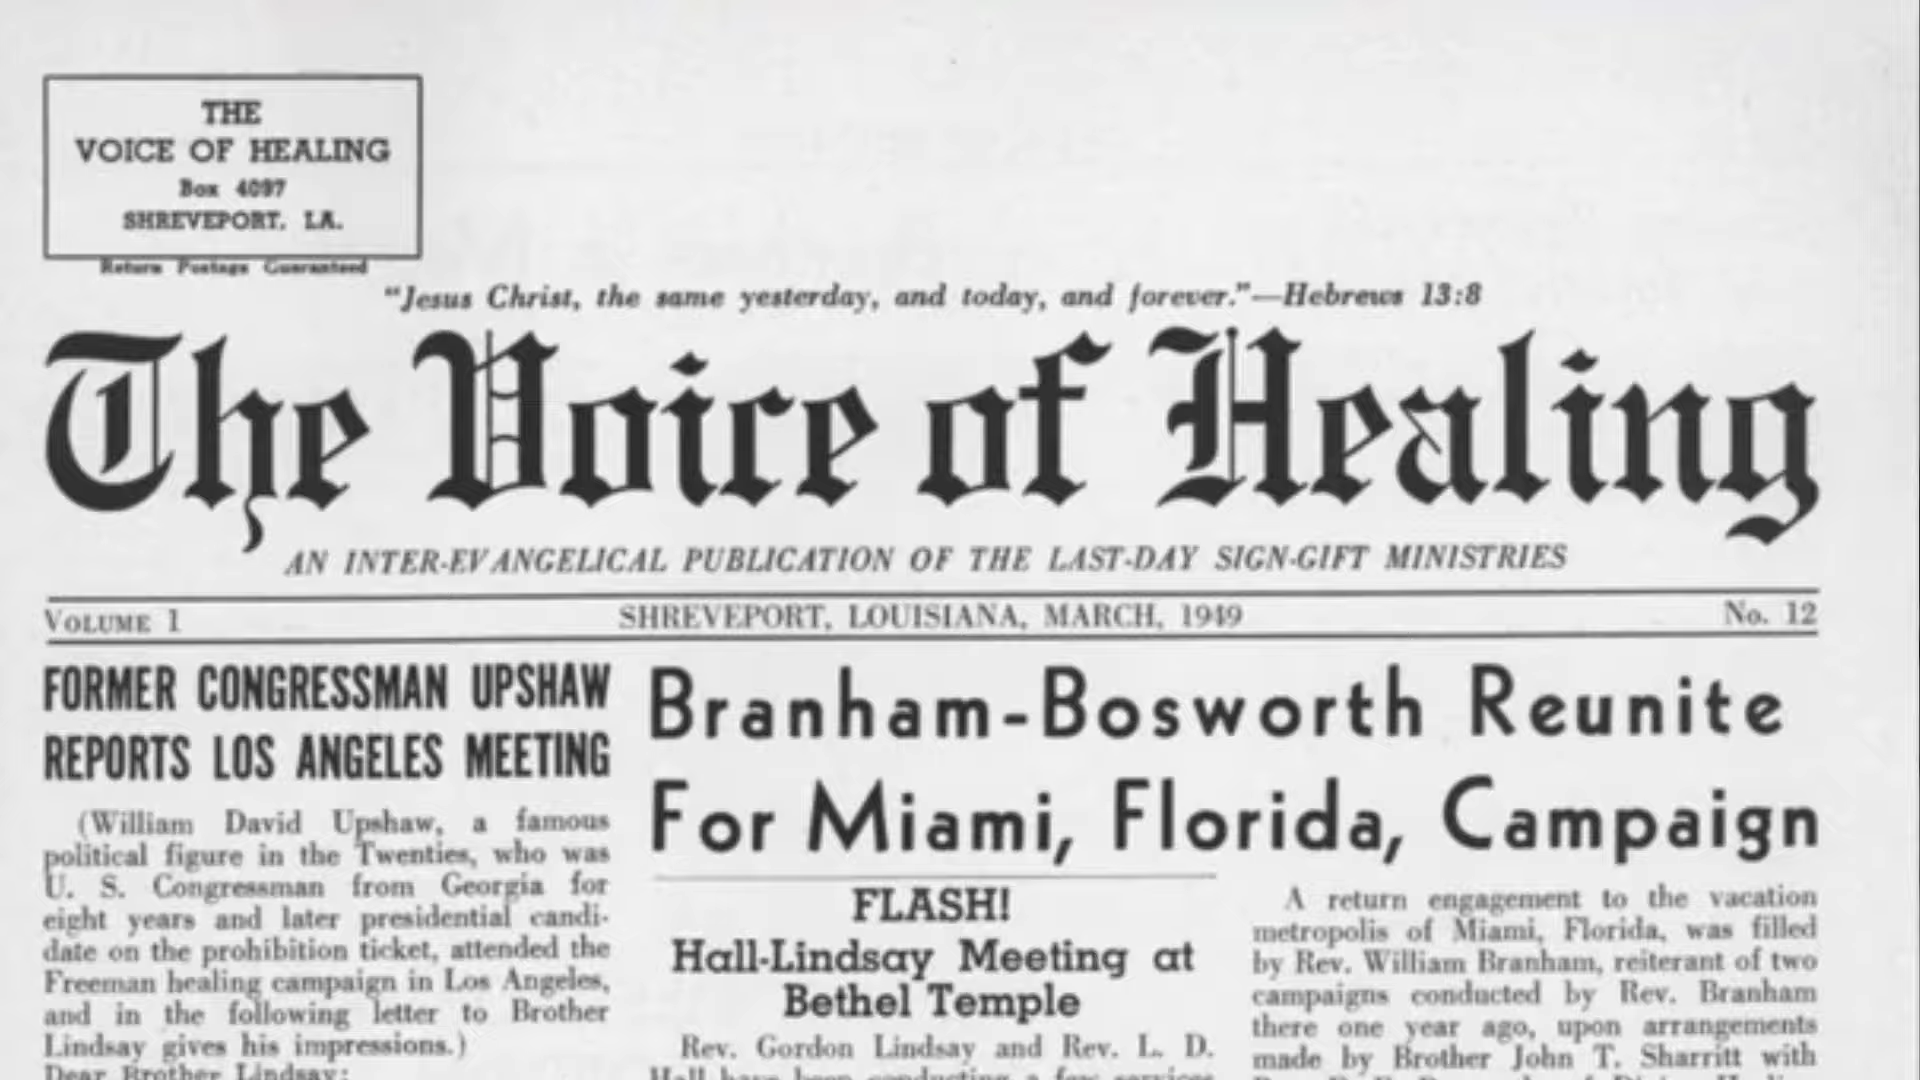 THE
VOICE OF HEALING
Box 4097
SHREVEPORT, LA.
Return Postage Guaranteed
"Jesus Christ, the same yesterday, and today, and forever."—Hebrews 13:8
The Voice of Healing
AN INTER-EVANGELICAL PUBLICATION OF THE LAST-DAY SIGN-GIFT MINISTRIES
VOLUME 1 SHREVEPORT, LOUISIANA, MARCH, 1949 No. 12
FORMER CONGRESSMAN UPSHAW
REPORTS LOS ANGELES MEETING
(William David Upshaw, a famous
political figure in the Twenties, who was
U. S. Congressman from Georgia for
eight years and later presidential candi-
date on the prohibition ticket, attended the
Freeman healing campaign in Los Angeles,
and in the following letter to Brother
Lindsay gives his impressions.)
Dear Brother Lindsay:
Branham-Bosworth Reunite
For Miami, Florida, Campaign
FLASH!
Hall-Lindsay Meeting at
Bethel Temple
Rev. Gordon Lindsay and Rev. L. D.
Hall have been conducting a few services
A return engagement to the vacation
metropolis of Miami, Florida, was filled
by Rev. William Branham, reiterant of two
campaigns conducted by Rev. Branham
there one year ago, upon arrangements
made by Brother John T. Sharritt with